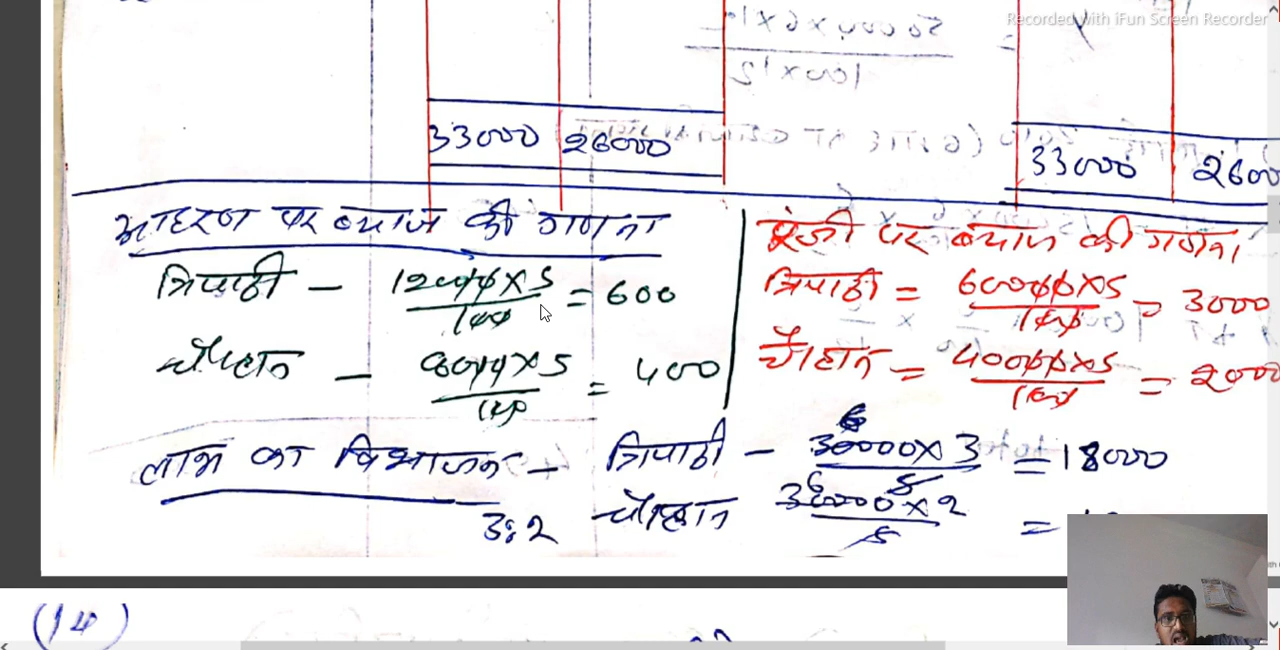 Recorded with iFun Screen Recorder
33000 26000 33000 2600
आहरण पर ब्याज की गणना
त्रिपाठी – 12000×5/100 = 600
चौहान – 8000×5/100 = 400
पूंजी पर ब्याज की गणना
त्रिपाठी = 60000×5/100 = 3000
चौहान = 40000×5/100 = 2000
लाभ का विभाजन – त्रिपाठी – 30000×3/5 = 18000
3:2 चौहान 30000×2/5 =
(14)